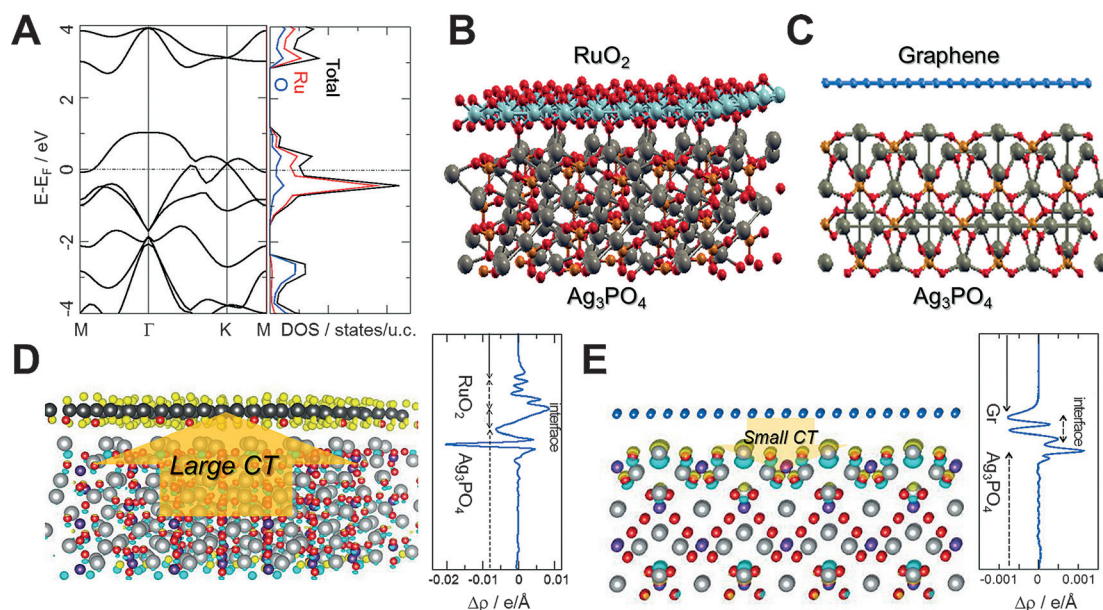 A
4
2
0
-2
-4
E-E_F / eV
M Γ K M
Total
Ru
O
DOS / states/u.c.
B
RuO₂
Ag₃PO₄
C
Graphene
Ag₃PO₄
D
Large CT
RuO₂
interface
Ag₃PO₄
-0.02 -0.01 0 0.01
Δρ / e/Å
E
Small CT
Gr
interface
Ag₃PO₄
-0.001 0 0.001
Δρ / e/Å